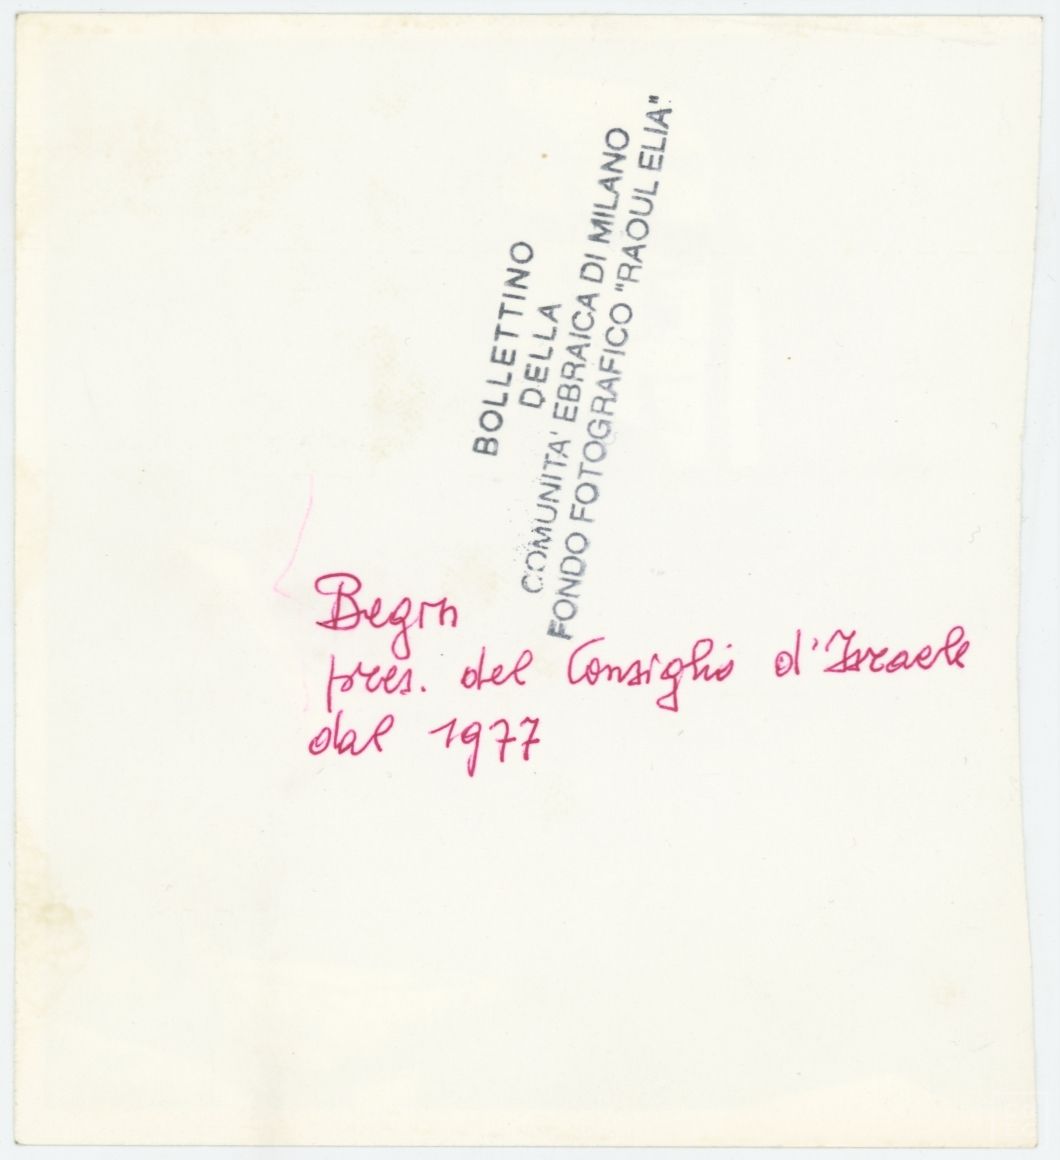 BOLLETTINO
DELLA
COMUNITA' EBRAICA DI MILANO
FONDO FOTOGRAFICO "RAOUL ELIA"
Begin
pres. del Consiglio d'Israele
dal 1977